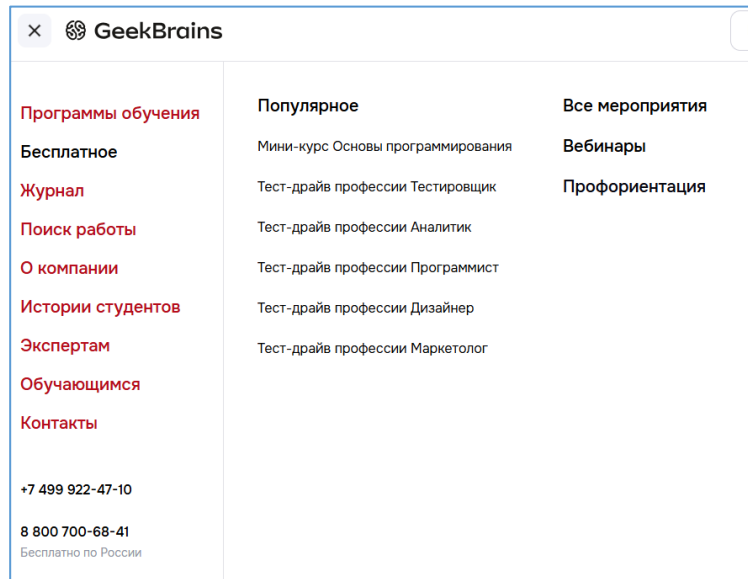 GeekBrains
Программы обучения
Бесплатное
Журнал
Поиск работы
О компании
Истории студентов
Экспертам
Обучающимся
Контакты
+7 499 922-47-10
8 800 700-68-41
Бесплатно по России
Популярное
Мини-курс Основы программирования
Тест-драйв профессии Тестировщик
Тест-драйв профессии Аналитик
Тест-драйв профессии Программист
Тест-драйв профессии Дизайнер
Тест-драйв профессии Маркетолог
Все мероприятия
Вебинары
Профориентация